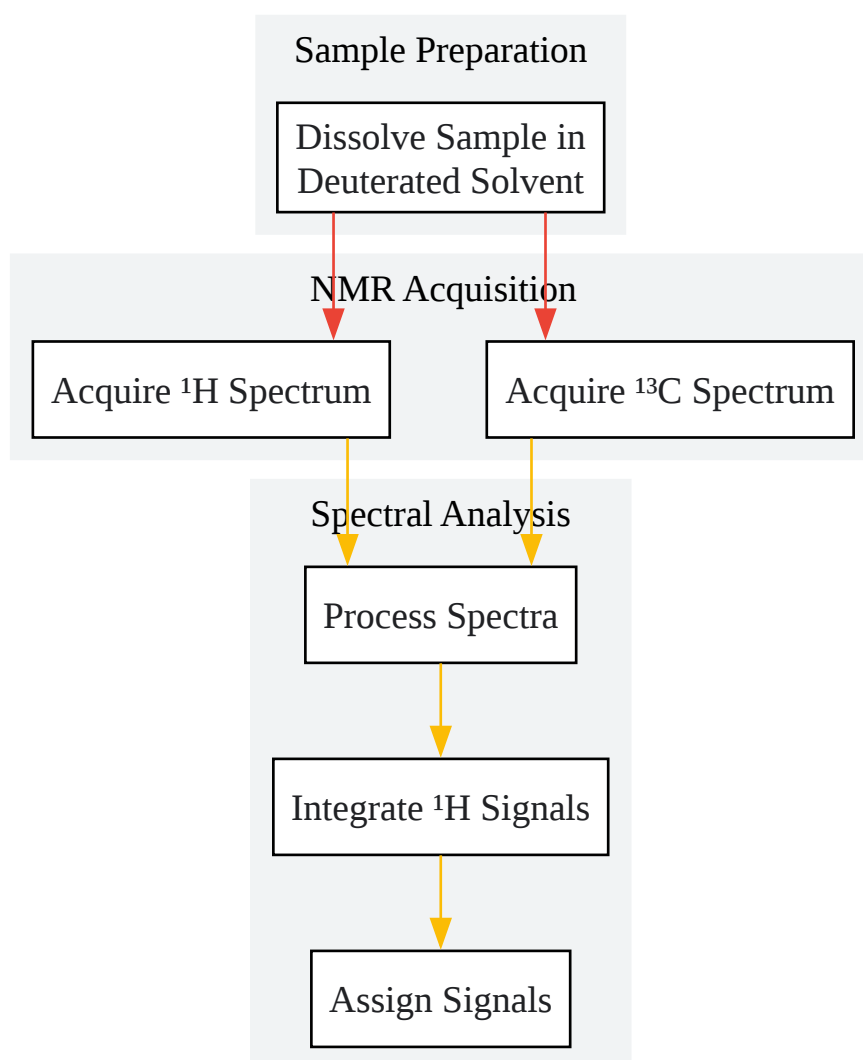 Sample Preparation
Dissolve Sample in
Deuterated Solvent
NMR Acquisition
Acquire ¹H Spectrum
Acquire ¹³C Spectrum
Spectral Analysis
Process Spectra
Integrate ¹H Signals
Assign Signals